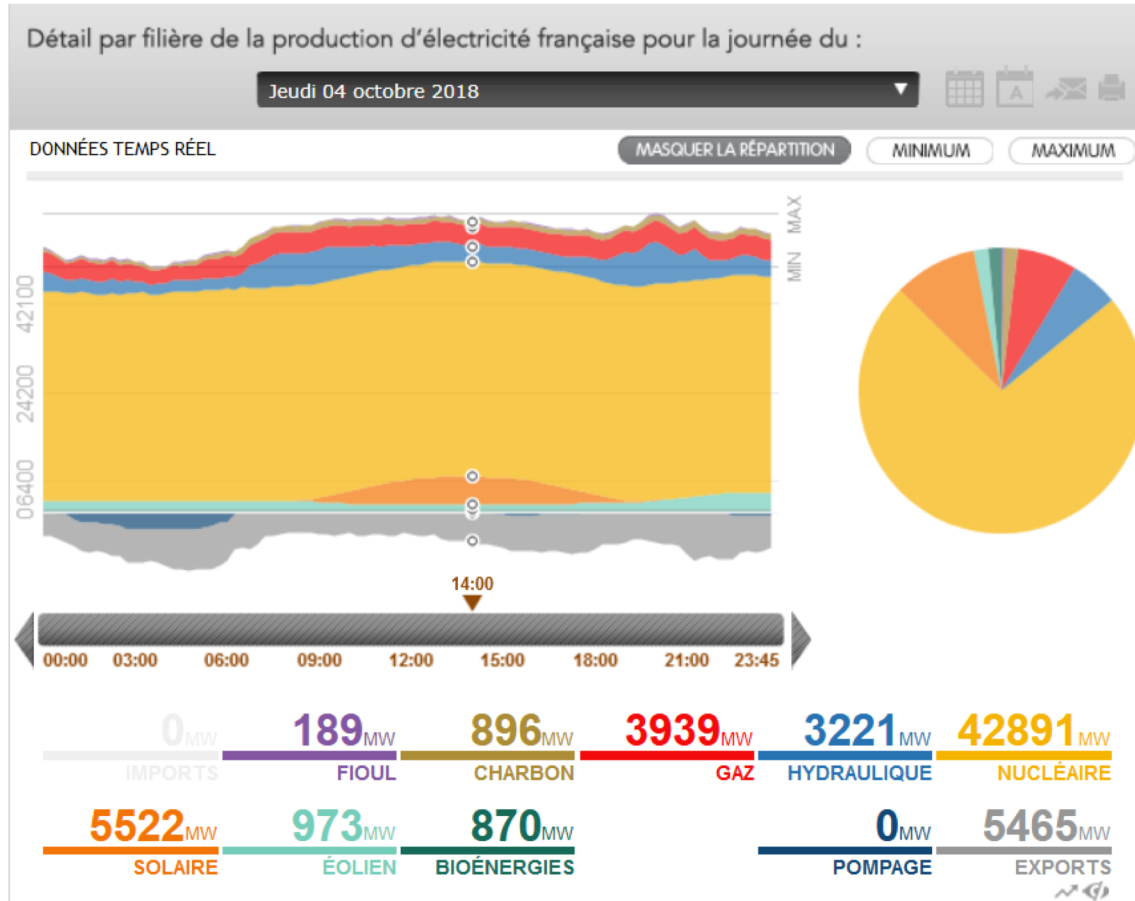 Détail par filière de la production d'électricité française pour la journée du :
Jeudi 04 octobre 2018
A
DONNÉES TEMPS RÉEL
MASQUER LA RÉPARTITION
MINIMUM
MAXIMUM
MAX
MIN
42100
24200
06400
14:00
00:00 03:00 06:00 09:00 12:00 15:00 18:00 21:00 23:45
0MW 189MW 896MW 3939MW 3221MW 42891MW
IMPORTS FIOUL CHARBON GAZ HYDRAULIQUE NUCLÉAIRE
5522MW 973MW 870MW 0MW 5465MW
SOLAIRE ÉOLIEN BIOÉNERGIES POMPAGE EXPORTS